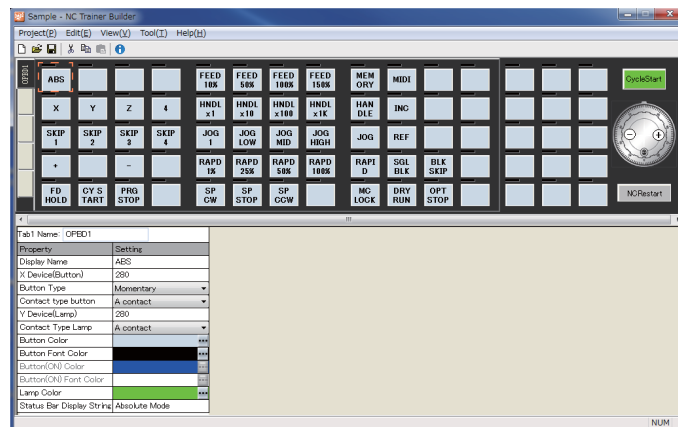 Sample - NC Trainer Builder
Project(P) Edit(E) View(V) Tool(T) Help(H)
OPBD1
ABS FEED 10% FEED 50% FEED 100% FEED 150% MEM ORY MIDI CycleStart
X Y Z 4 HNDL x1 HNDL x10 HNDL x100 HNDL x1K HAN DLE INC
SKIP 1 SKIP 2 SKIP 3 SKIP 4 JOG 1 JOG LOW JOG MID JOG HIGH JOG REF
+ - RAPD 1% RAPD 25% RAPD 50% RAPD 100% RAPI D SGL BLK BLK SKIP
FD HOLD CY S TART PRG STOP SP CW SP STOP SP CCW MC LOCK DRY RUN OPT STOP NCRestart
Tab1 Name: OPBD1
Property Setting
Display Name ABS
X Device(Button) 280
Button Type Momentary
Contact type button A contact
Y Device(Lamp) 280
Contact Type Lamp A contact
Button Color
Button Font Color
Button(ON) Color
Button(ON) Font Color
Lamp Color
Status Bar Display String Absolute Mode
NUM